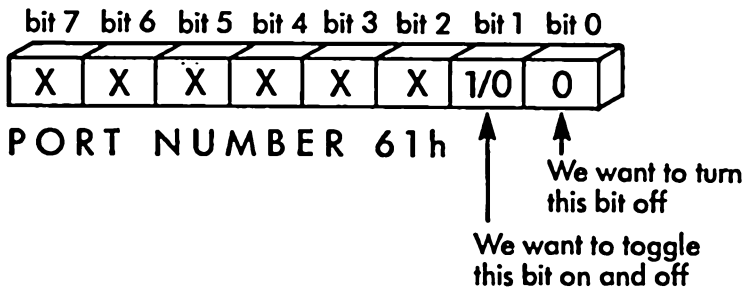 bit 7 bit 6 bit 5 bit 4 bit 3 bit 2 bit 1 bit 0
X X X X X X 1/0 0
PORT NUMBER 61h
We want to turn
this bit off
We want to toggle
this bit on and off